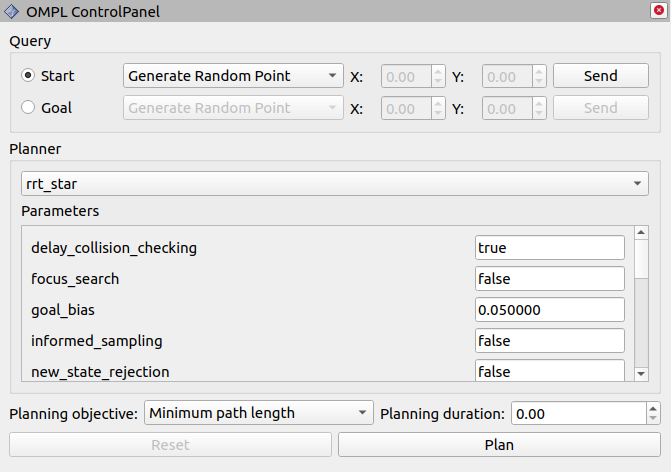 OMPL ControlPanel
Query
Start Generate Random Point X: 0.00 Y: 0.00 Send
Goal Generate Random Point X: 0.00 Y: 0.00 Send
Planner
rrt_star
Parameters
delay_collision_checking true
focus_search false
goal_bias 0.050000
informed_sampling false
new_state_rejection false
Planning objective: Minimum path length Planning duration: 0.00
Reset Plan